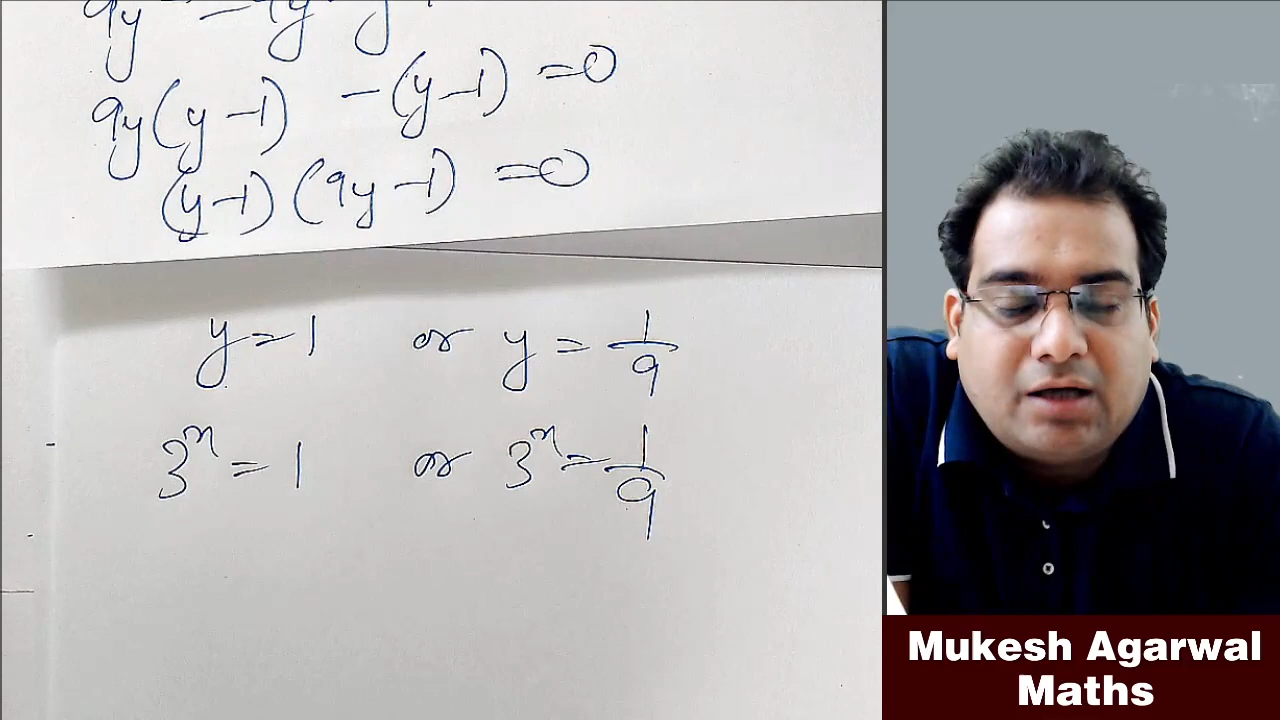 9y(y-1) -(y-1) =0
(y-1)(9y-1) =0
y=1 or y = 1/9
3^x = 1 or 3^x = 1/9
Mukesh Agarwal
Maths